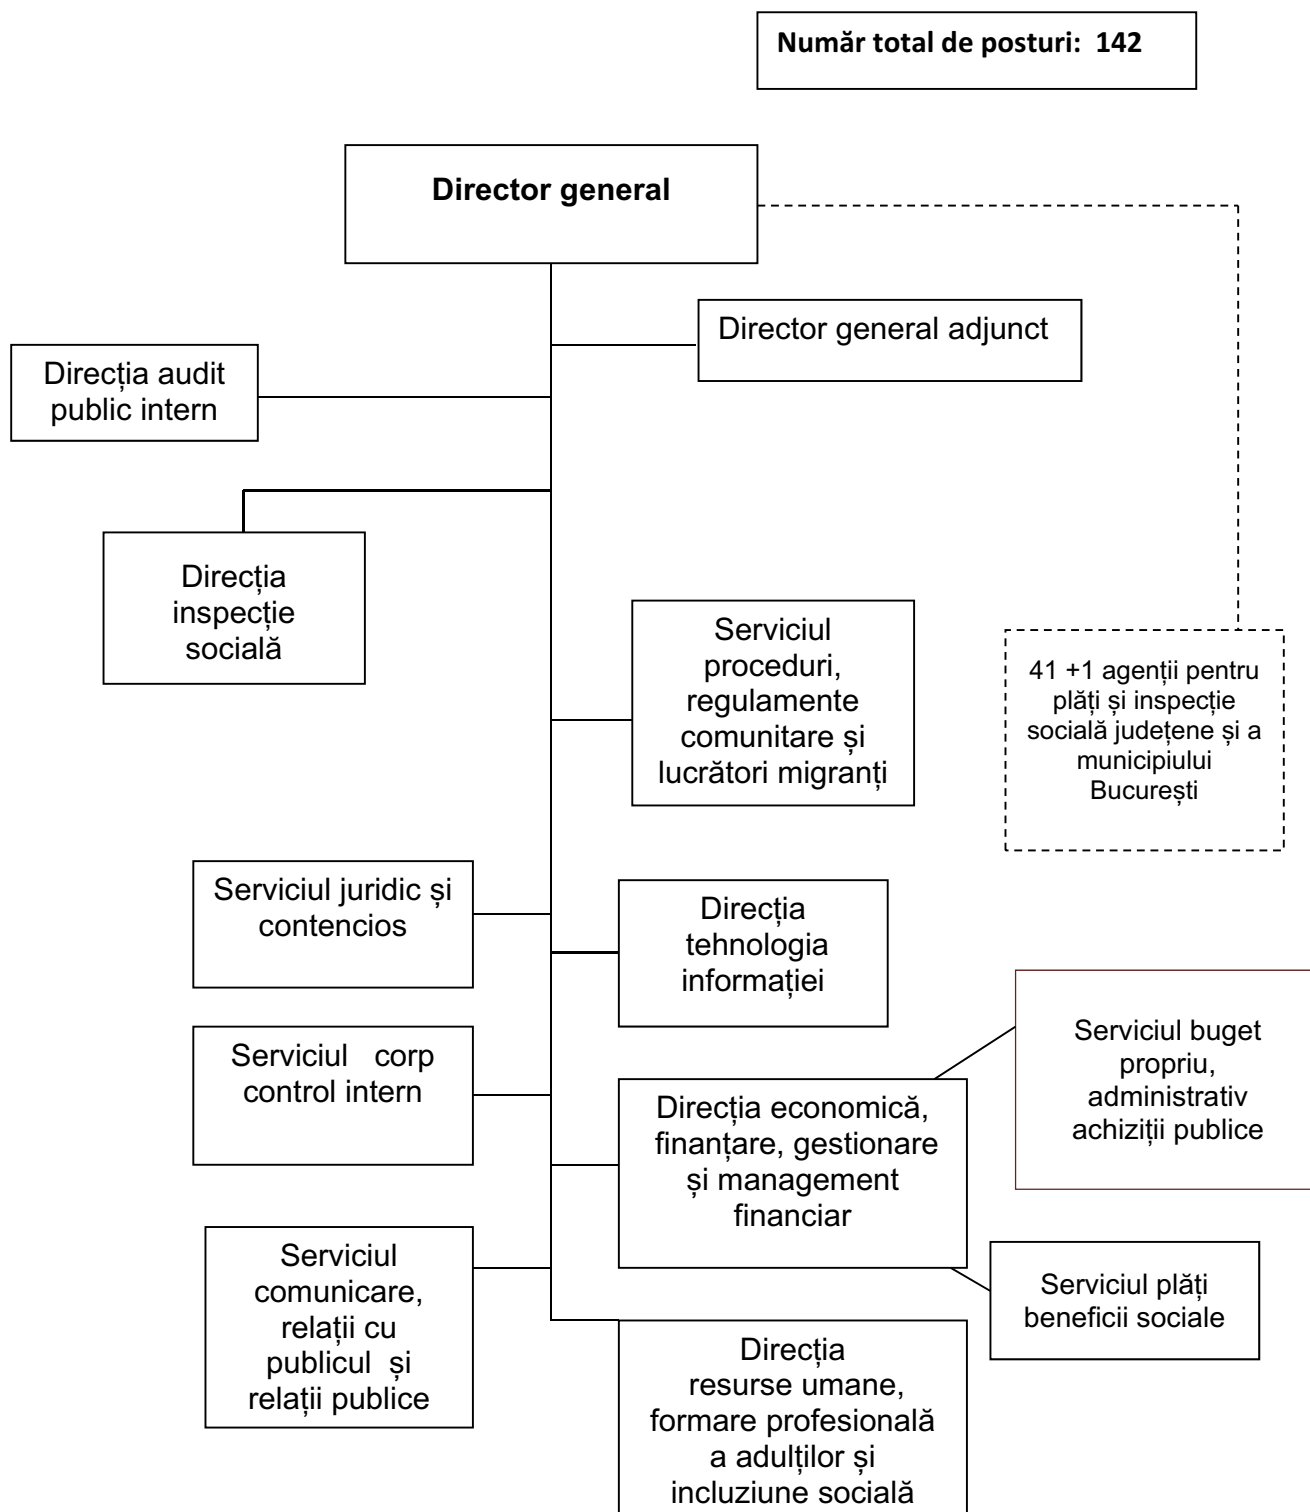 Număr total de posturi: 142
Director general
Director general adjunct
Direcția audit
public intern
Direcția
inspecție
socială
Serviciul
proceduri,
regulamente
comunitare și
lucrători migranți
41 +1 agenții pentru
plăți și inspecție
socială județene și a
municipiului
București
Serviciul juridic și
contencios
Direcția
tehnologia
informației
Serviciul corp
control intern
Serviciul buget
propriu,
administrativ
achiziții publice
Direcția economică,
finanțare, gestionare
și management
financiar
Serviciul
comunicare,
relații cu
publicul și
relații publice
Serviciul plăți
beneficii sociale
Direcția
resurse umane,
formare profesională
a adulților și
incluziune socială